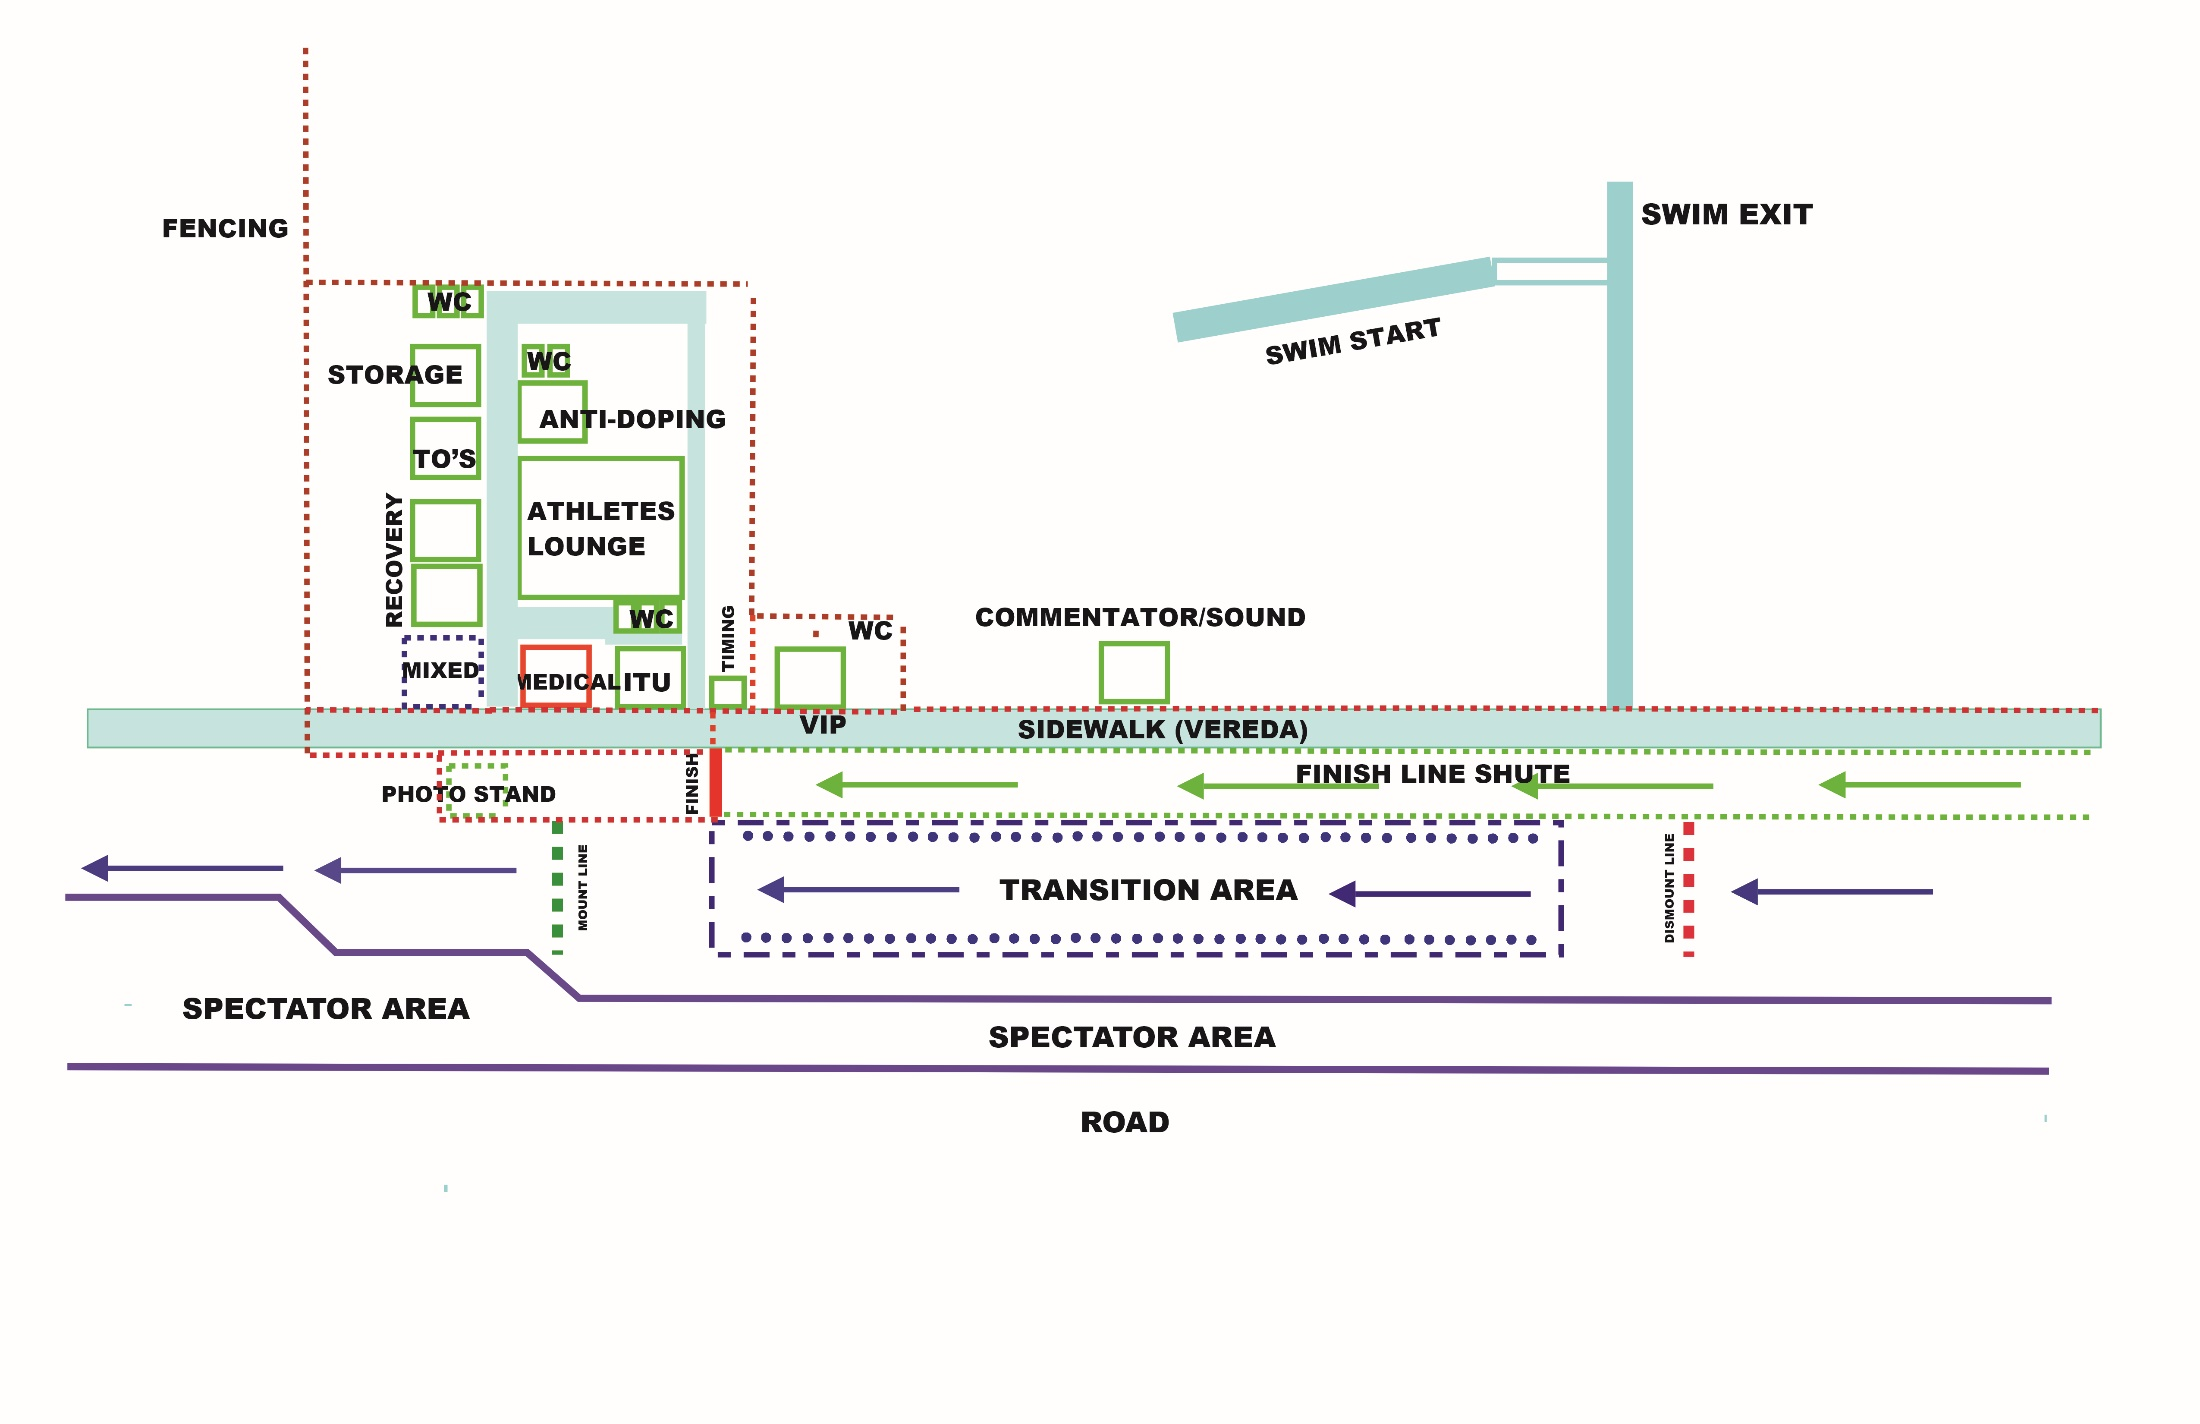 FENCING
SWIM EXIT
WC
SWIM START
WC
STORAGE
ANTI-DOPING
TO’S
ATHLETES
LOUNGE
RECOVERY
WC
TIMING
WC
COMMENTATOR/SOUND
MIXED
MEDICAL
ITU
VIP
SIDEWALK (VEREDA)
FINISH
FINISH LINE SHUTE
PHOTO STAND
MOUNT LINE
TRANSITION AREA
DISMOUNT LINE
SPECTATOR AREA
SPECTATOR AREA
ROAD